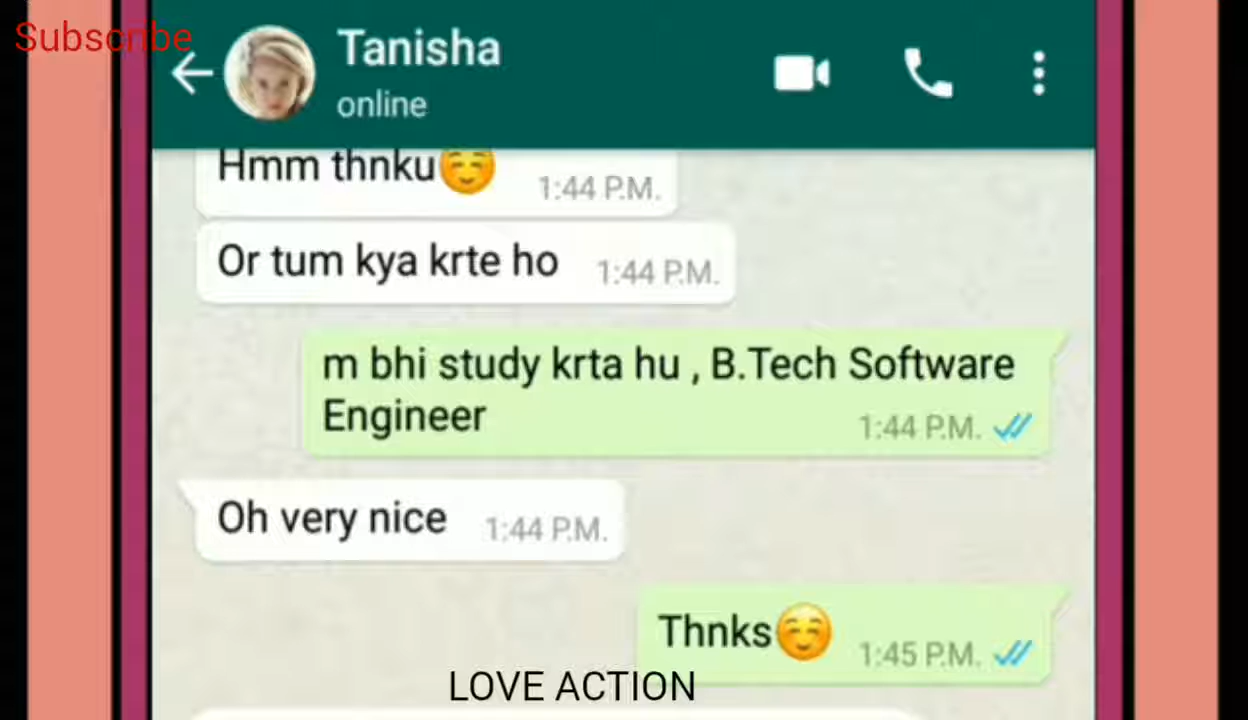 Subscribe
Tanisha
online
Hmm thnku☺️ 1:44 P.M.
Or tum kya krte ho 1:44 P.M.
m bhi study krta hu , B.Tech Software
Engineer 1:44 P.M.
Oh very nice 1:44 P.M.
Thnks☺️ 1:45 P.M.
LOVE ACTION